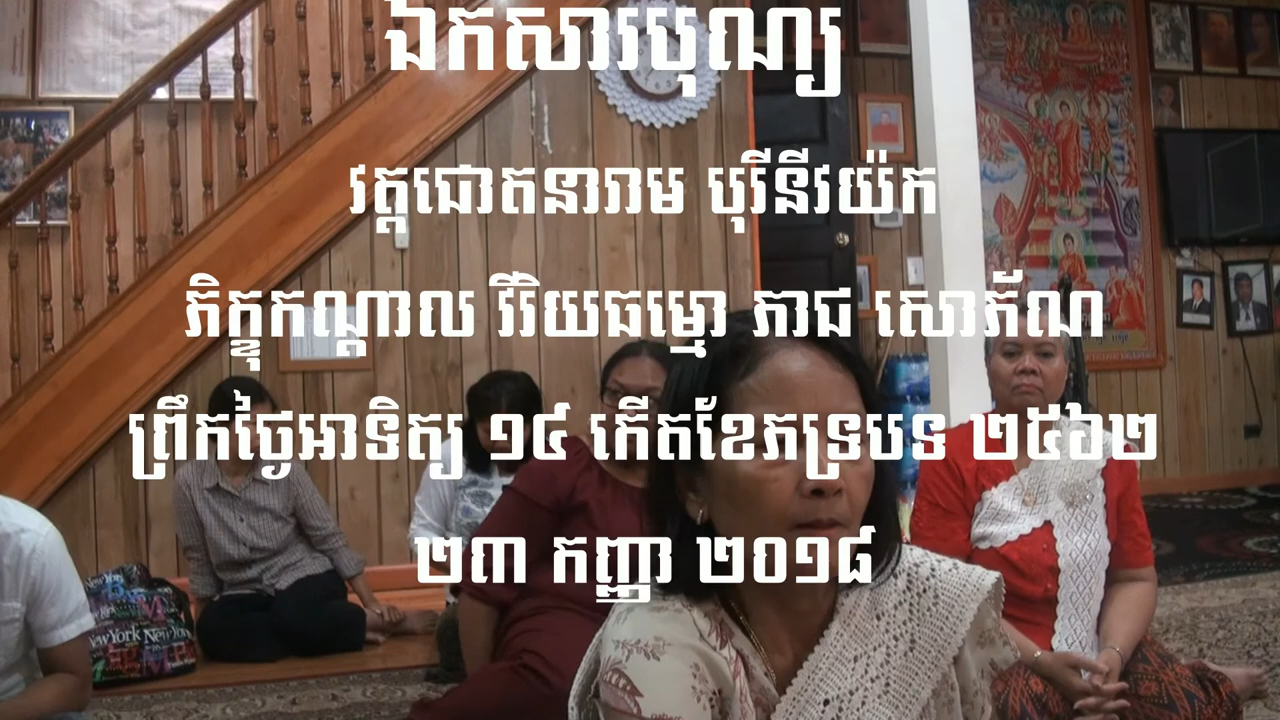 ឯកសារបុណ្យ
វត្តជោតនារាម បុរីនីវយ៉ក
ភិក្ខុកណ្ដាល វីរិយធម្មោ ភាជ សោភ័ណ
ព្រឹកថ្ងៃអាទិត្យ ១៤ កើតខែភទ្របទ ២៥៦២
២៣ កញ្ញា ២០១៨
NewYork NewYork